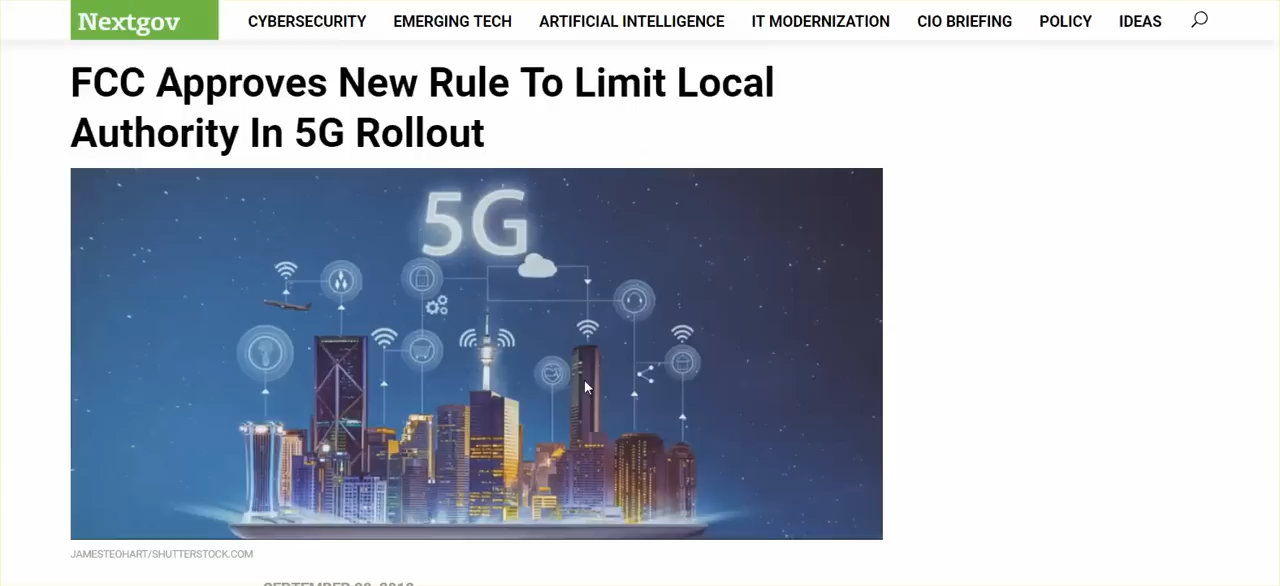 Nextgov
CYBERSECURITY EMERGING TECH ARTIFICIAL INTELLIGENCE IT MODERNIZATION CIO BRIEFING POLICY IDEAS
FCC Approves New Rule To Limit Local
Authority In 5G Rollout
5G
JAMESTEOHART/SHUTTERSTOCK.COM